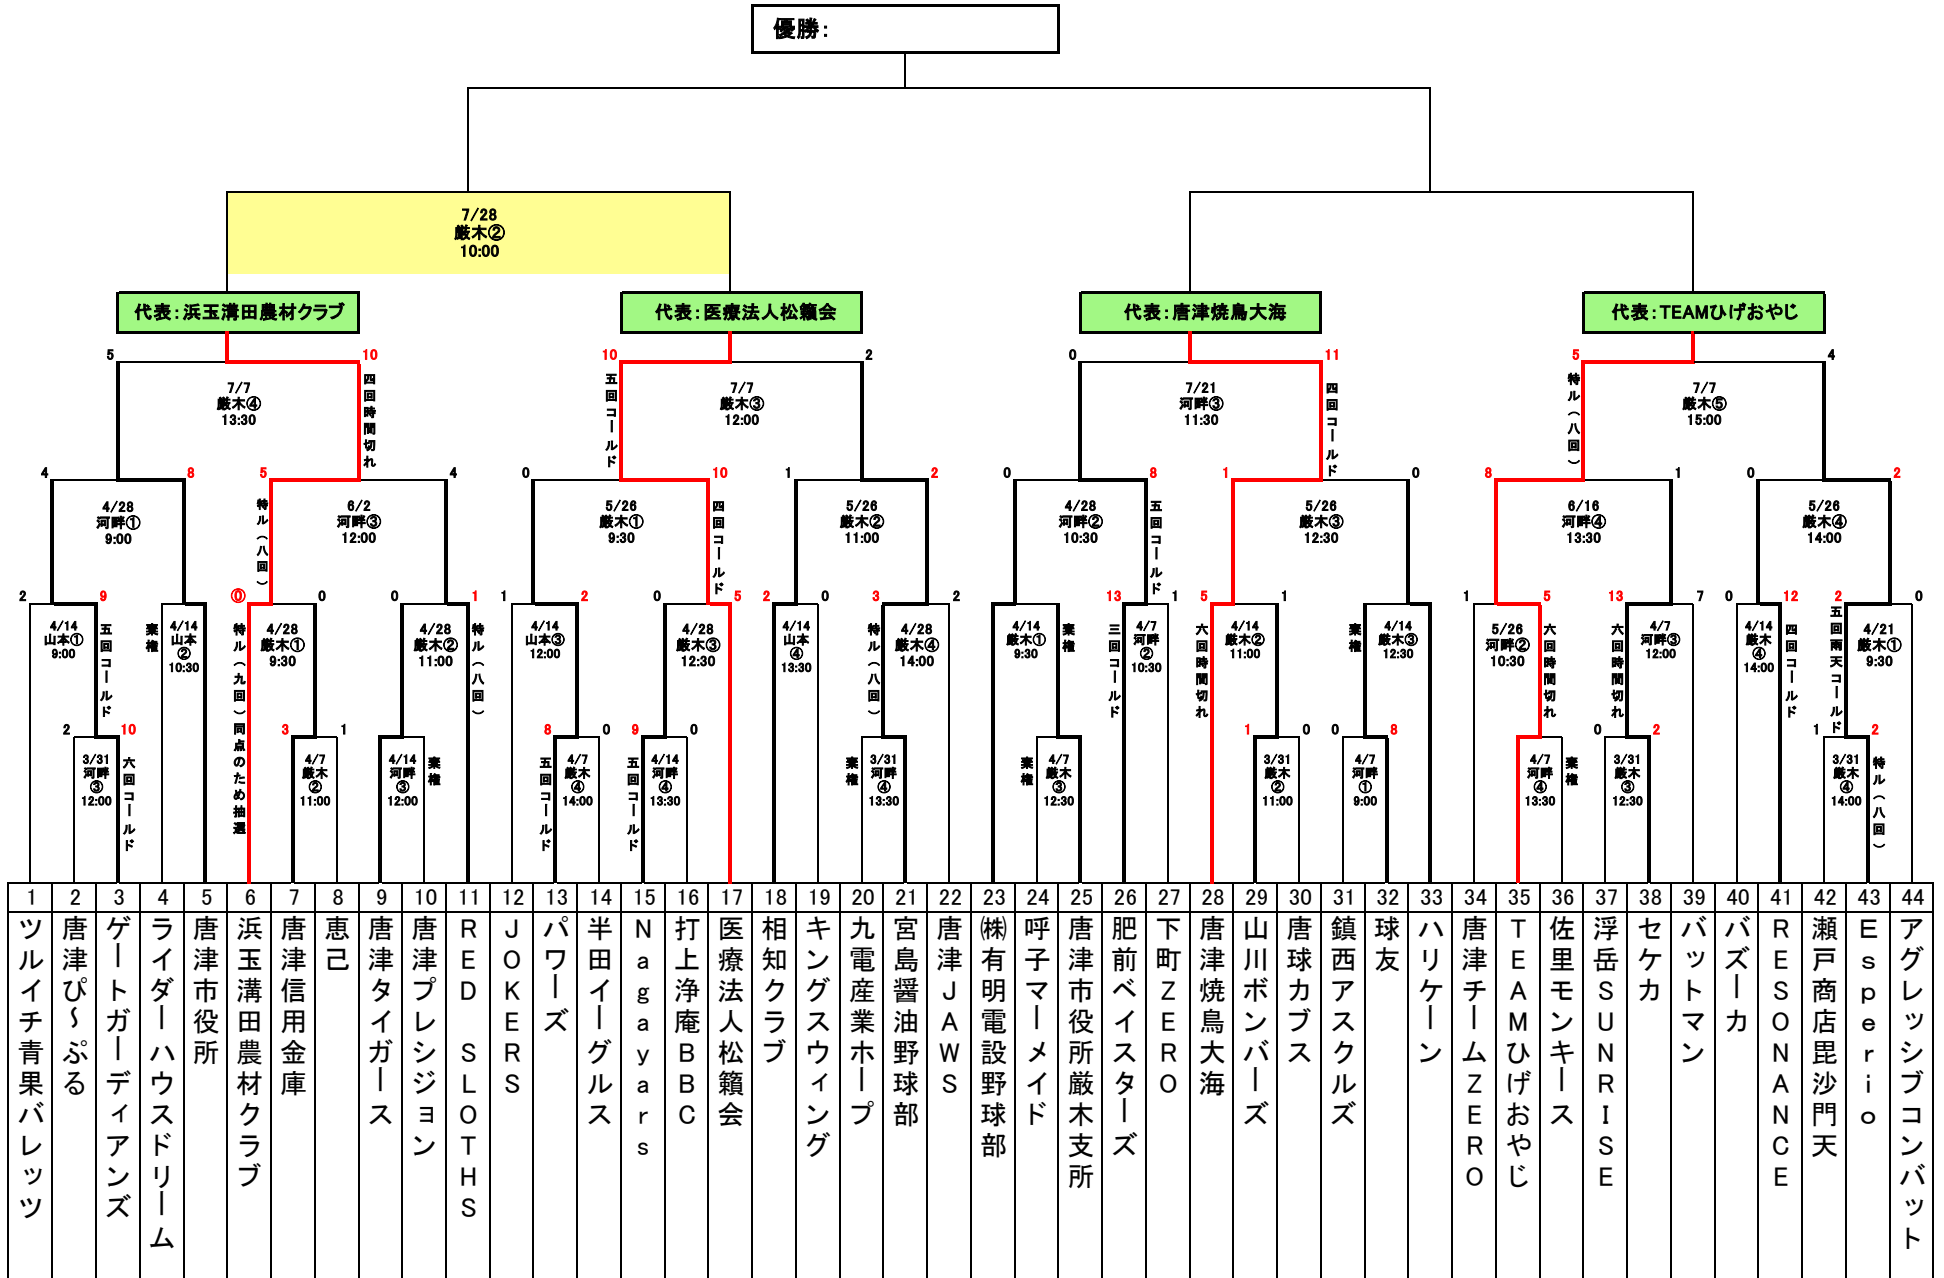 優勝：
7/28
厳木②
10:00
代表：浜玉溝田農材クラブ
代表：医療法人松籟会
代表：唐津焼鳥大海
代表：TEAMひげおやじ
5
10
10
2
0
11
5
4
7/7
厳木④
13:30
四回時間切れ
五回コールド
7/7
厳木③
12:00
7/21
河畔③
11:30
四回コールド
特ル（八回）
7/7
厳木⑤
15:00
4
8
5
4
0
10
1
2
0
8
1
0
8
1
0
2
4/28
河畔①
9:00
特ル（八回）
6/2
河畔③
12:00
5/26
厳木①
9:30
四回コールド
5/26
厳木②
11:00
4/28
河畔②
10:30
五回コールド
5/26
厳木③
12:30
6/16
河畔④
13:30
5/26
厳木④
14:00
2
9
⓪
0
0
1
1
2
0
5
2
0
3
2
13
1
5
1
1
5
13
7
0
12
2
0
4/14
山本①
9:00
五回コールド
棄権
4/14
山本
②
10:30
特ル（九回）同点のため抽選
4/28
厳木①
9:30
4/28
厳木②
11:00
特ル（八回）
4/14
山本③
12:00
4/28
厳木③
12:30
4/14
山本
④
13:30
特ル（八回）
4/28
厳木④
14:00
4/14
厳木①
9:30
棄権
三回コールド
4/7
河畔
②
10:30
六回時間切れ
4/14
厳木②
11:00
棄権
4/14
厳木③
12:30
5/26
河畔②
10:30
六回時間切れ
六回時間切れ
4/7
河畔③
12:00
4/14
厳木
④
14:00
四回コールド
五回雨天コールド
4/21
厳木①
9:30
2
10
3
1
8
0
9
0
1
0
0
8
0
2
1
2
3/31
河畔
③
12:00
六回コールド
4/7
厳木
②
11:00
4/14
河畔
③
12:00
棄権
五回コールド
4/7
厳木
④
14:00
五回コールド
4/14
河畔
④
13:30
棄権
3/31
河畔
④
13:30
棄権
4/7
厳木
③
12:30
3/31
厳木
②
11:00
4/7
河畔
①
9:00
4/7
河畔
④
13:30
棄権
3/31
厳木
③
12:30
3/31
厳木
④
14:00
特ル（八回）
1 ツルイチ青果バレッツ
2 唐津ぴ～ぷる
3 ゲートガーディアンズ
4 ライダーハウスドリーム
5 唐津市役所
6 浜玉溝田農材クラブ
7 唐津信用金庫
8 恵己
9 唐津タイガース
10 唐津プレシジョン
11 RED SLOTHS
12 JOKERS
13 パワーズ
14 半田イーグルス
15 Nagayars
16 打上浄庵BBC
17 医療法人松籟会
18 相知クラブ
19 キングスウィング
20 九電産業ホープ
21 宮島醤油野球部
22 唐津JAWS
23 ㈱有明電設野球部
24 呼子マーメイド
25 唐津市役所厳木支所
26 肥前ベイスターズ
27 下町ZERO
28 唐津焼鳥大海
29 山川ボンバーズ
30 唐球カブス
31 鎮西アスクルズ
32 球友
33 ハリケーン
34 唐津チームZERO
35 TEAMひげおやじ
36 佐里モンキース
37 浮岳SUNRISE
38 セケカ
39 バットマン
40 バズーカ
41 RESONANCE
42 瀬戸商店毘沙門天
43 Esperio
44 アグレッシブコンバット